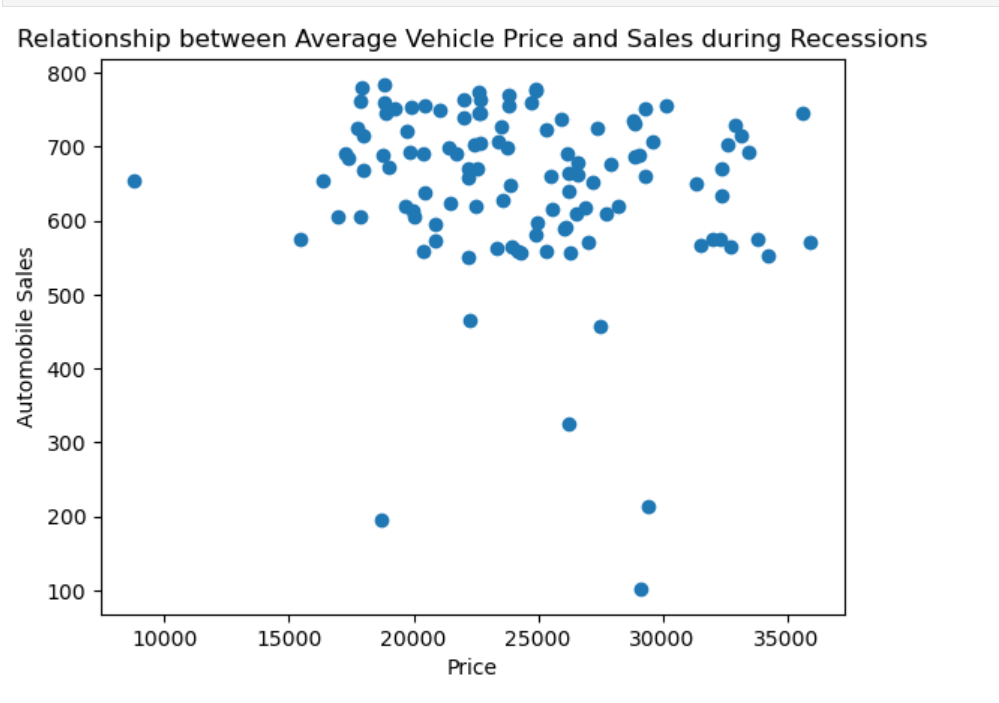 Relationship between Average Vehicle Price and Sales during Recessions
800
700
600
500
400
300
200
100
Automobile Sales
10000 15000 20000 25000 30000 35000
Price